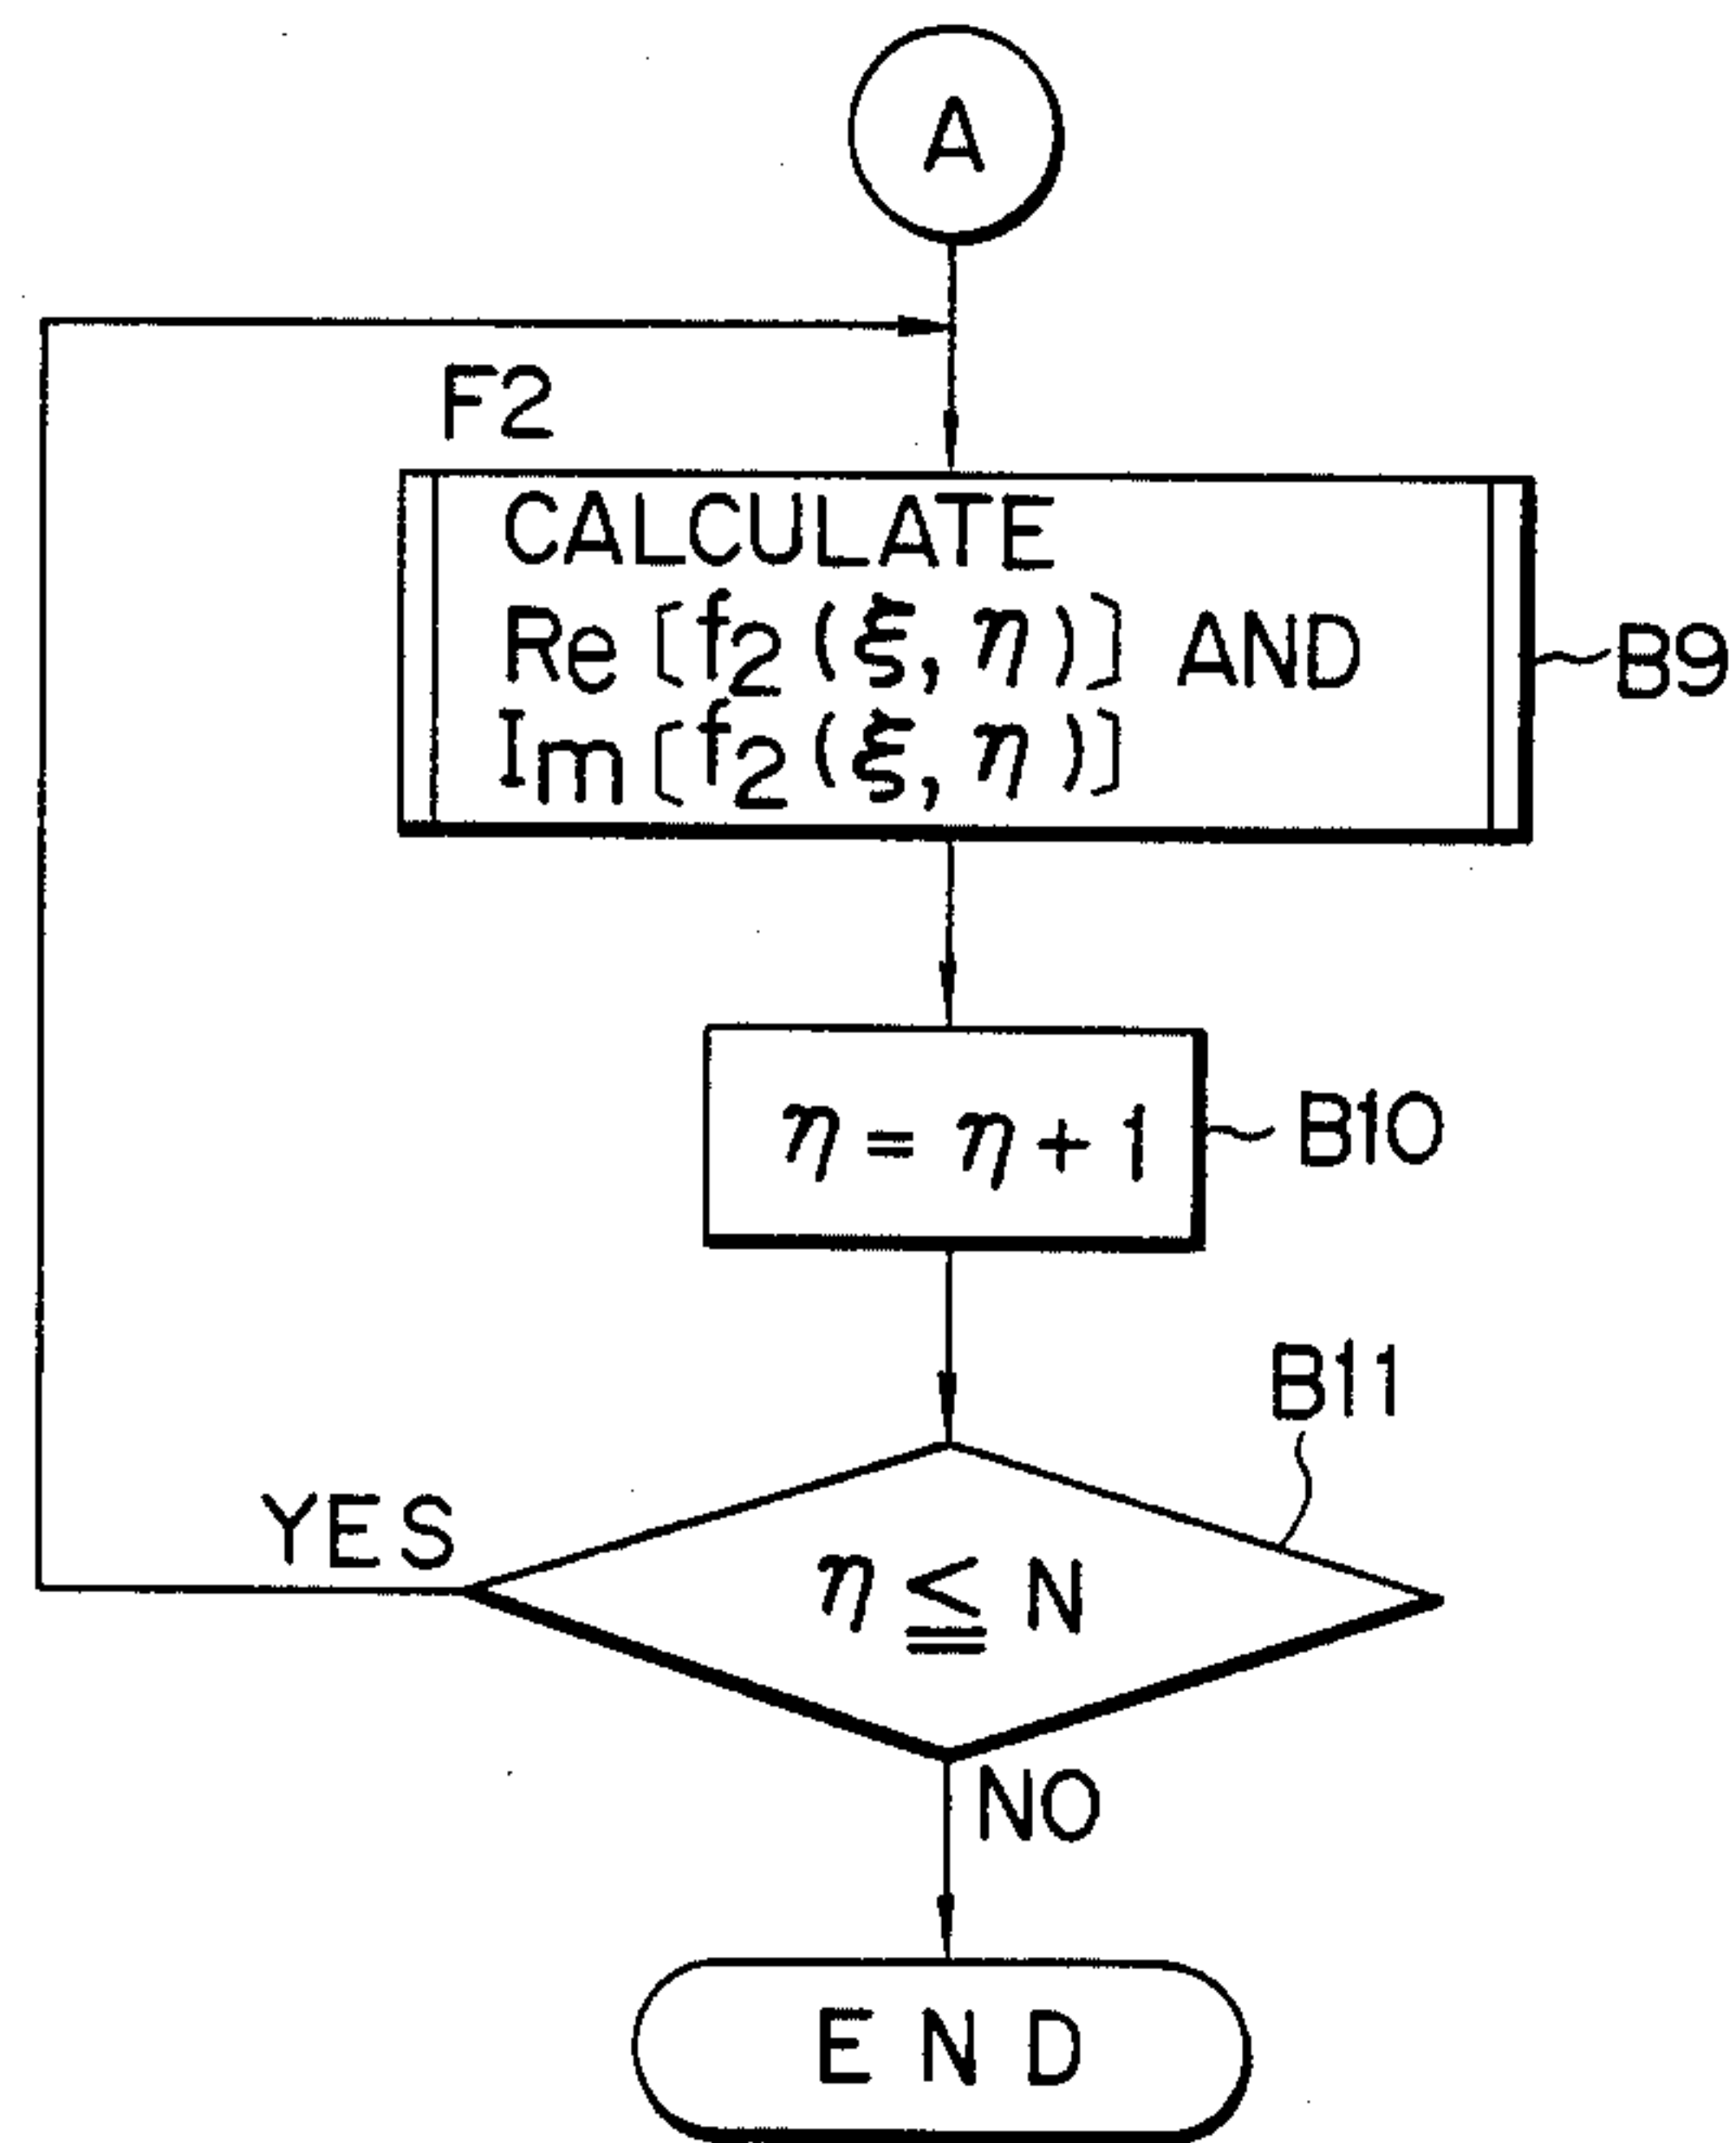 A
F2
CALCULATE
Re〔f₂(ξ,η)〕AND
Im〔f₂(ξ,η)〕
B9
η = η + 1
B10
B11
YES
η ≦ N
NO
END